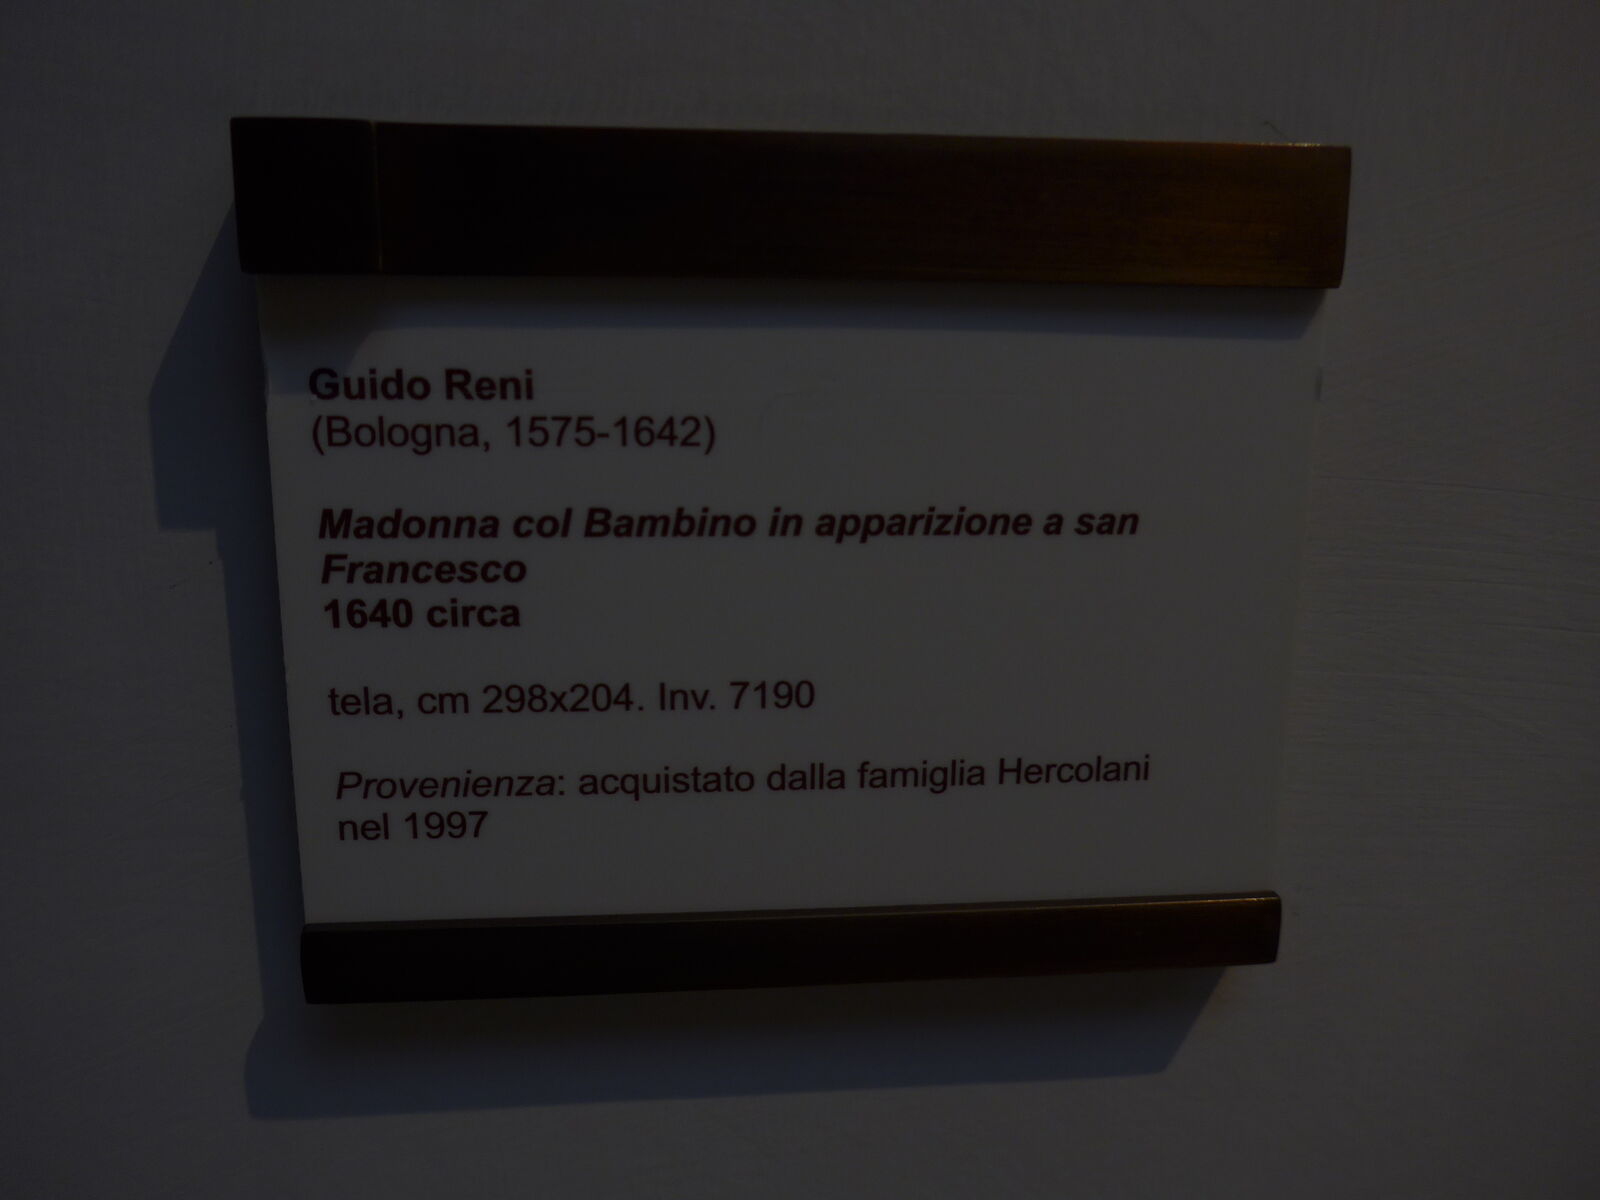 Guido Reni
(Bologna, 1575-1642)
Madonna col Bambino in apparizione a san
Francesco
1640 circa
tela, cm 298x204. Inv. 7190
Provenienza: acquistato dalla famiglia Hercolani
nel 1997